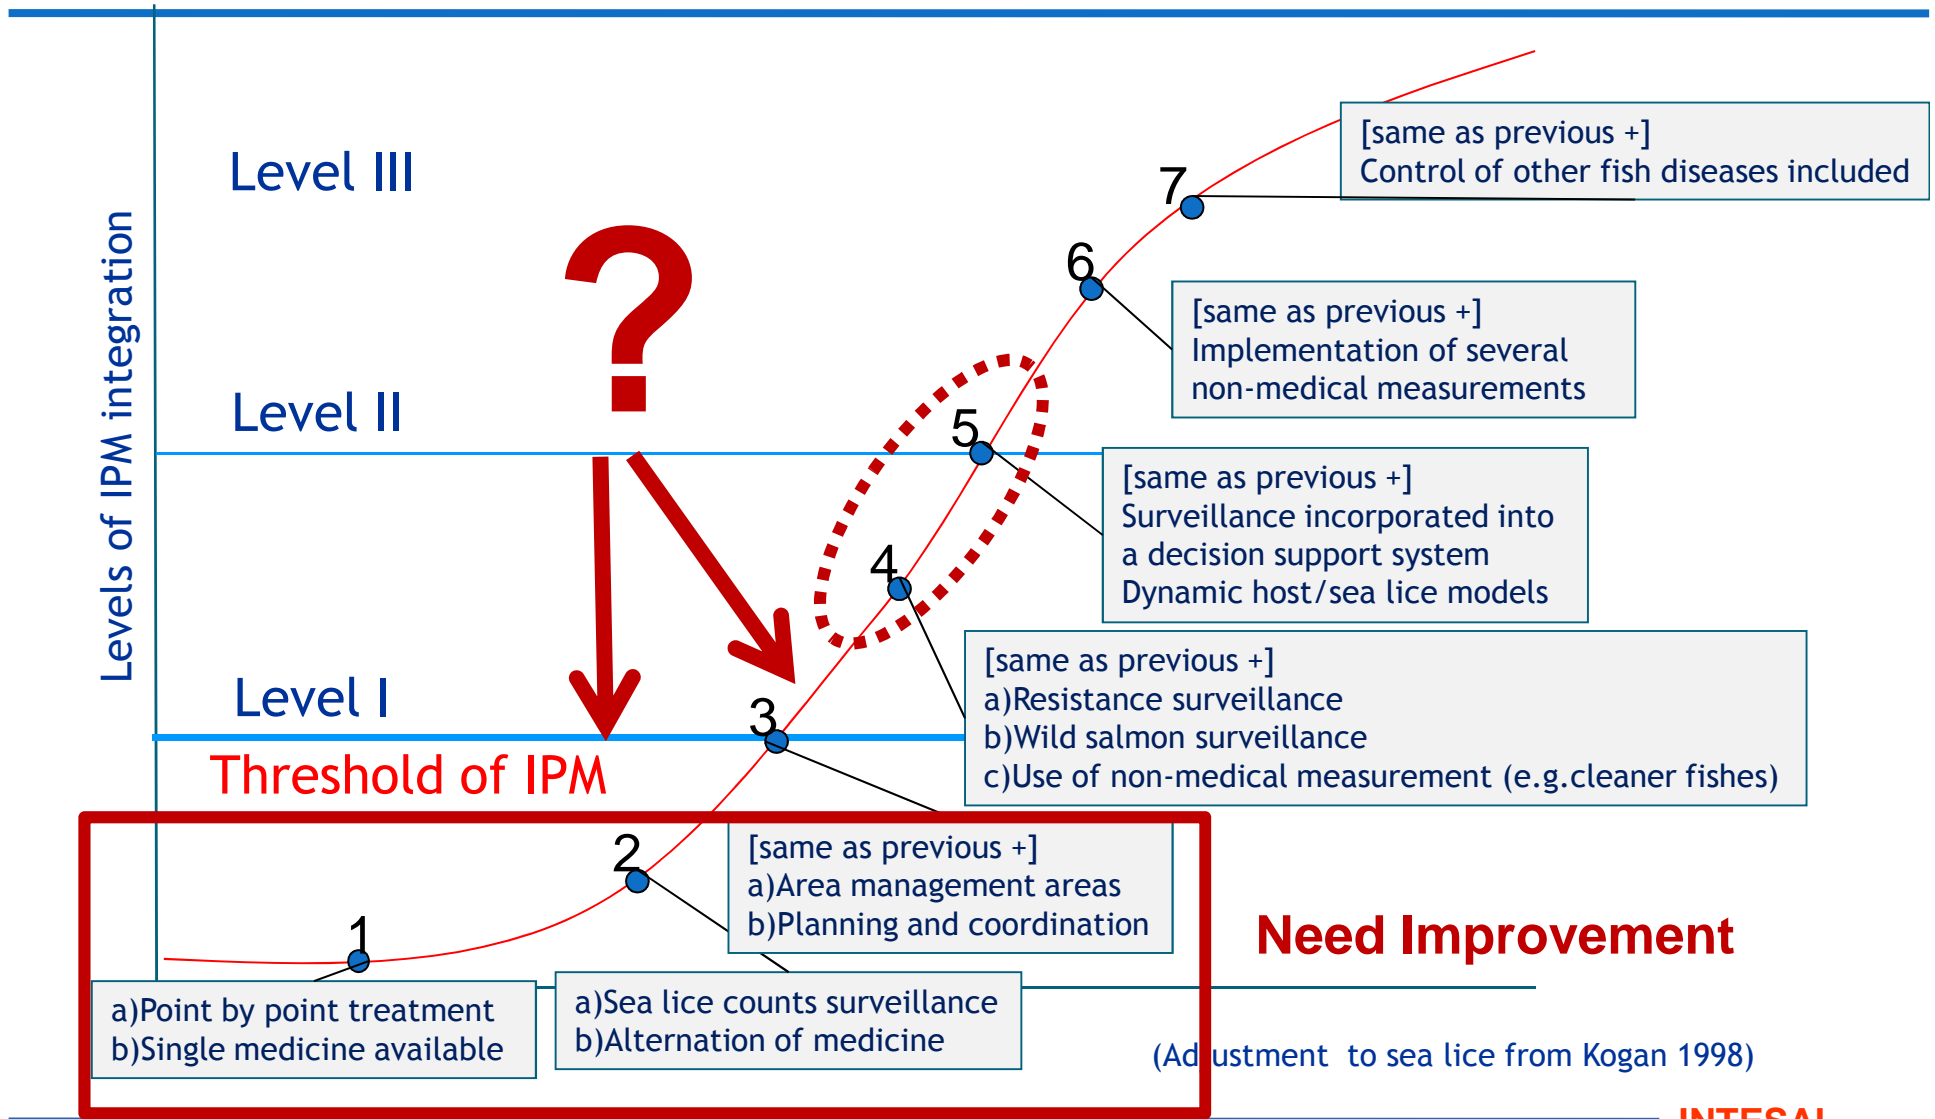 Levels of IPM integration
Level III
?
Level II
Level I
Threshold of IPM
7
[same as previous +]
Control of other fish diseases included
6
[same as previous +]
Implementation of several
non-medical measurements
5
[same as previous +]
Surveillance incorporated into
a decision support system
Dynamic host/sea lice models
4
[same as previous +]
a)Resistance surveillance
b)Wild salmon surveillance
c)Use of non-medical measurement (e.g.cleaner fishes)
3
[same as previous +]
a)Area management areas
b)Planning and coordination
2
a)Sea lice counts surveillance
b)Alternation of medicine
1
a)Point by point treatment
b)Single medicine available
Need Improvement
(Adjustment to sea lice from Kogan 1998)